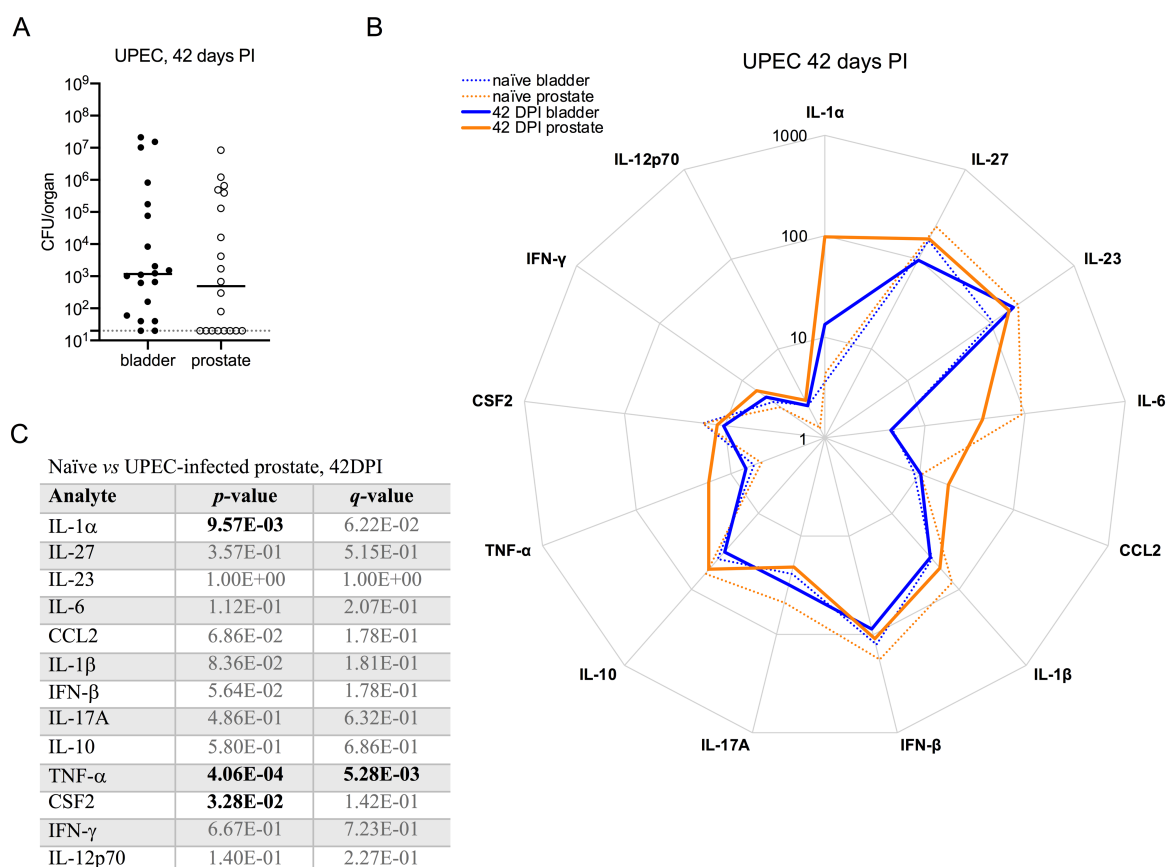 A
UPEC, 42 days PI
10⁹
10⁸
10⁷
10⁶
10⁵
10⁴
10³
10²
10¹
CFU/organ
bladder prostate
B
UPEC 42 days PI
naïve bladder
naïve prostate
42 DPI bladder
42 DPI prostate
IL-1α
IL-27
IL-23
IL-6
CCL2
IL-1β
IFN-β
IL-17A
IL-10
TNF-α
CSF2
IFN-γ
IL-12p70
1000
100
10
1
C
Naïve vs UPEC-infected prostate, 42DPI
Analyte p-value q-value
IL-1α 9.57E-03 6.22E-02
IL-27 3.57E-01 5.15E-01
IL-23 1.00E+00 1.00E+00
IL-6 1.12E-01 2.07E-01
CCL2 6.86E-02 1.78E-01
IL-1β 8.36E-02 1.81E-01
IFN-β 5.64E-02 1.78E-01
IL-17A 4.86E-01 6.32E-01
IL-10 5.80E-01 6.86E-01
TNF-α 4.06E-04 5.28E-03
CSF2 3.28E-02 1.42E-01
IFN-γ 6.67E-01 7.23E-01
IL-12p70 1.40E-01 2.27E-01